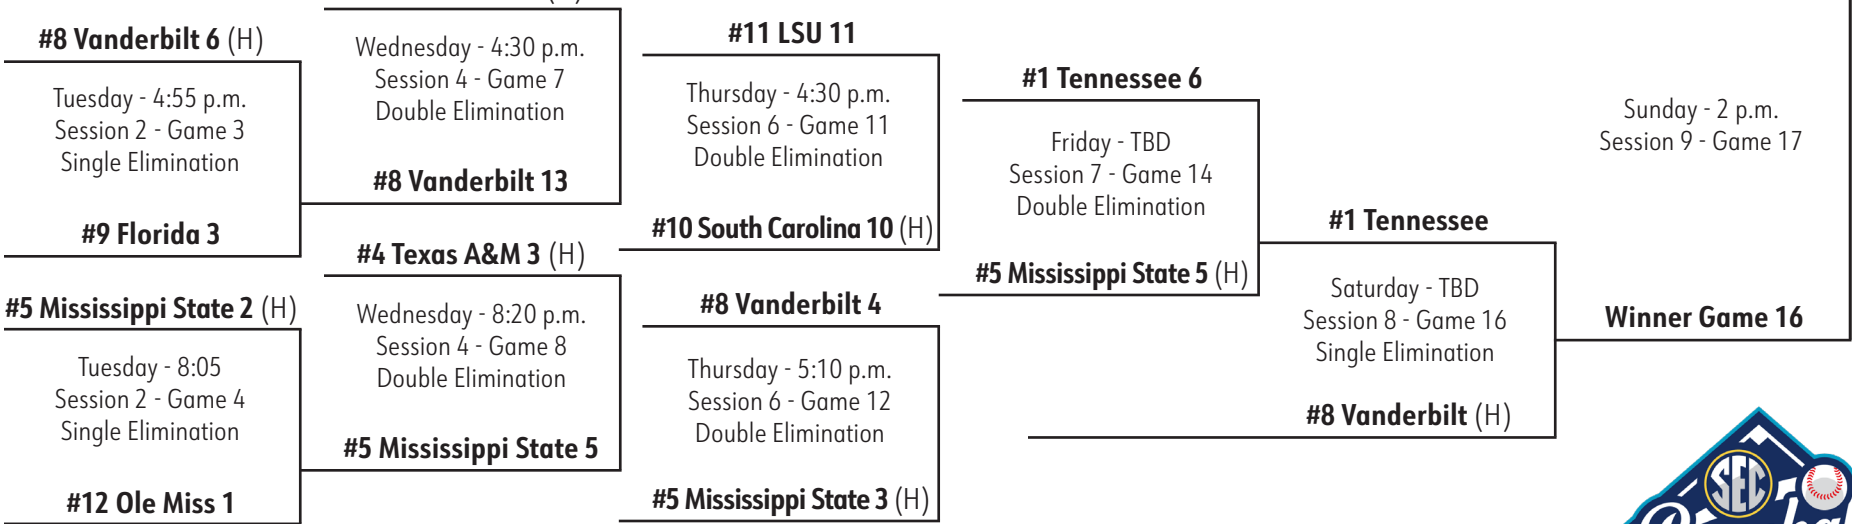 #8 Vanderbilt 6 (H)
Tuesday - 4:55 p.m.
Session 2 - Game 3
Single Elimination
#9 Florida 3
#5 Mississippi State 2 (H)
Tuesday - 8:05
Session 2 - Game 4
Single Elimination
#12 Ole Miss 1
Wednesday - 4:30 p.m.
Session 4 - Game 7
Double Elimination
#8 Vanderbilt 13
#4 Texas A&M 3 (H)
Wednesday - 8:20 p.m.
Session 4 - Game 8
Double Elimination
#5 Mississippi State 5
#11 LSU 11
Thursday - 4:30 p.m.
Session 6 - Game 11
Double Elimination
#10 South Carolina 10 (H)
#8 Vanderbilt 4
Thursday - 5:10 p.m.
Session 6 - Game 12
Double Elimination
#5 Mississippi State 3 (H)
#1 Tennessee 6
Friday - TBD
Session 7 - Game 14
Double Elimination
#5 Mississippi State 5 (H)
#1 Tennessee
Saturday - TBD
Session 8 - Game 16
Single Elimination
#8 Vanderbilt (H)
Sunday - 2 p.m.
Session 9 - Game 17
Winner Game 16
SEC